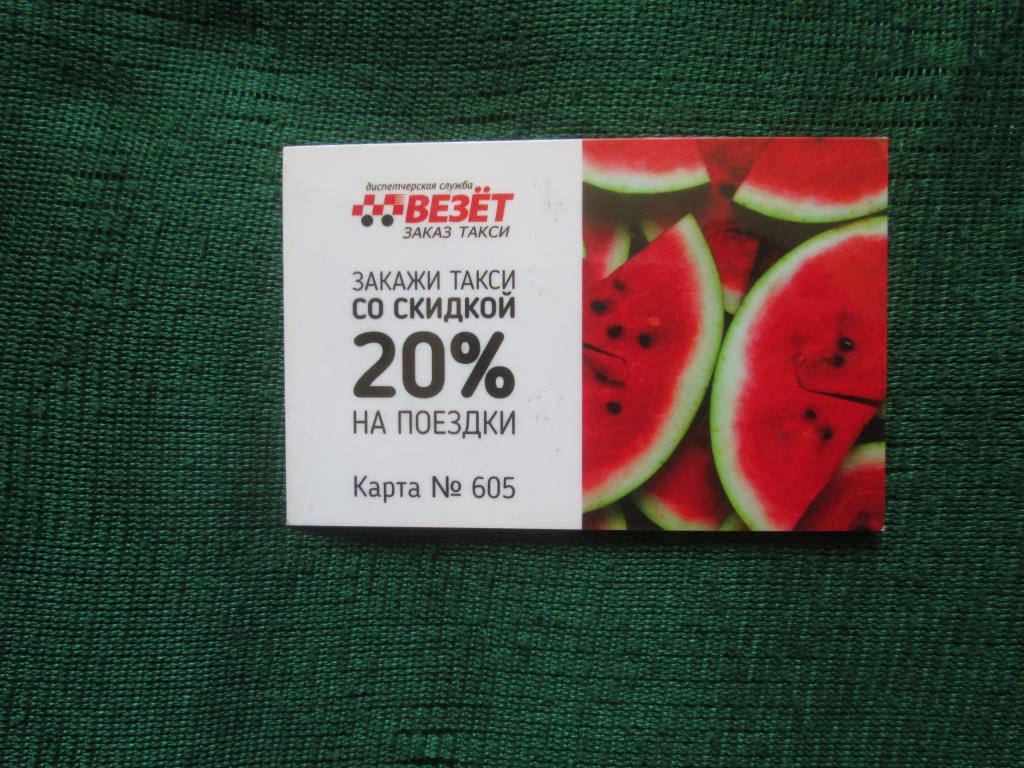 диспетчерская служба
ВЕЗЁТ
ЗАКАЗ ТАКСИ
ЗАКАЖИ ТАКСИ
СО СКИДКОЙ
20%
НА ПОЕЗДКИ
Карта № 605